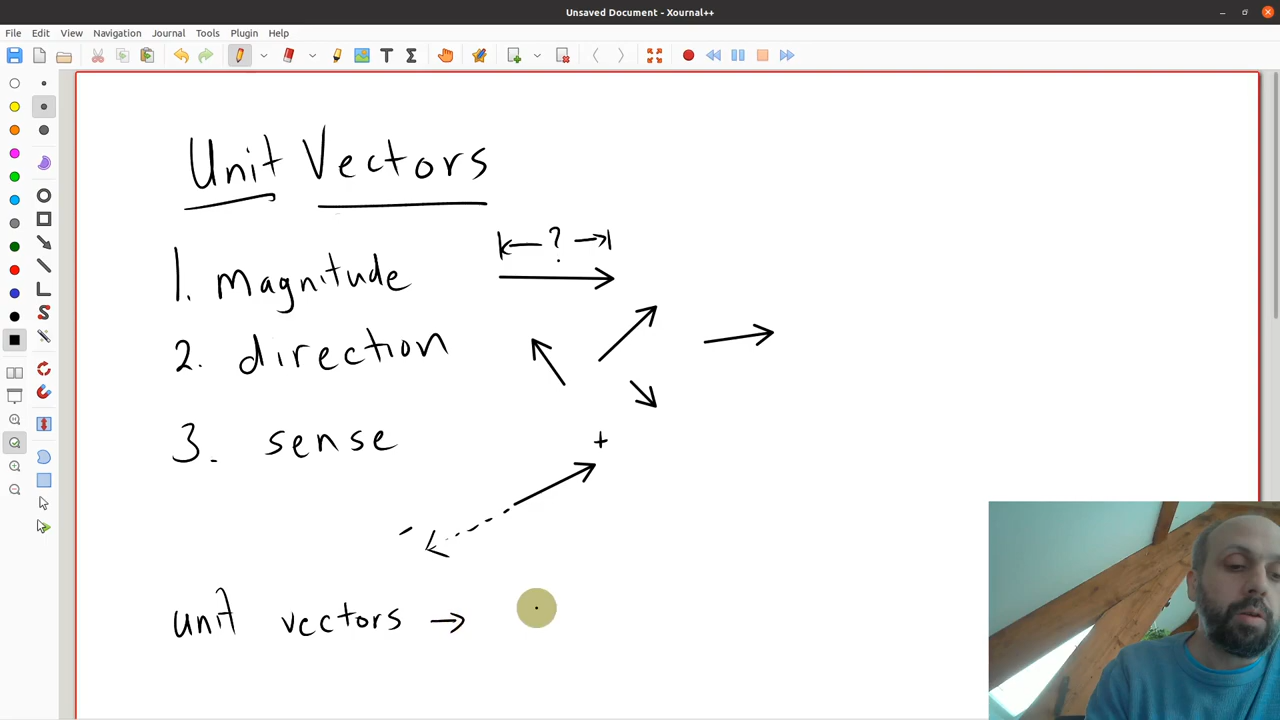 Unsaved Document - Xournal++
File Edit View Navigation Journal Tools Plugin Help
Unit Vectors
?
1. magnitude
2. direction
3. sense
+
-
unit vectors →